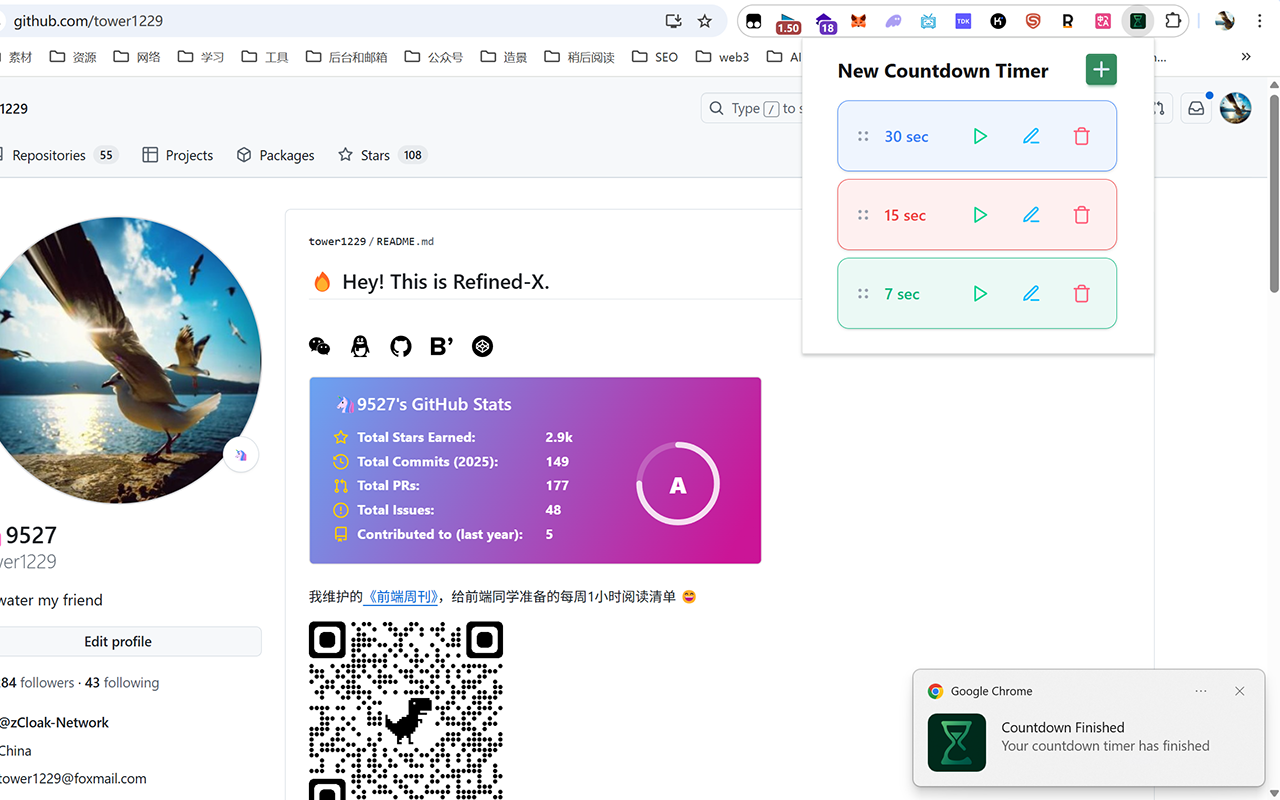 github.com/tower1229
1.50
18
TDK
素材
资源
网络
学习
工具
后台和邮箱
公众号
造景
稍后阅读
SEO
web3
AI
New Countdown Timer
30 sec
15 sec
7 sec
1229
Type / to s
Repositories 55
Projects
Packages
Stars 108
tower1229/README.md
🔥 Hey! This is Refined-X.
🦄9527's GitHub Stats
Total Stars Earned: 2.9k
Total Commits (2025): 149
Total PRs: 177
Total Issues: 48
Contributed to (last year): 5
A
我维护的《前端周刊》，给前端同学准备的每周1小时阅读清单 😄
9527
wer1229
water my friend
Edit profile
84 followers · 43 following
@zCloak-Network
China
tower1229@foxmail.com
Google Chrome
Countdown Finished
Your countdown timer has finished